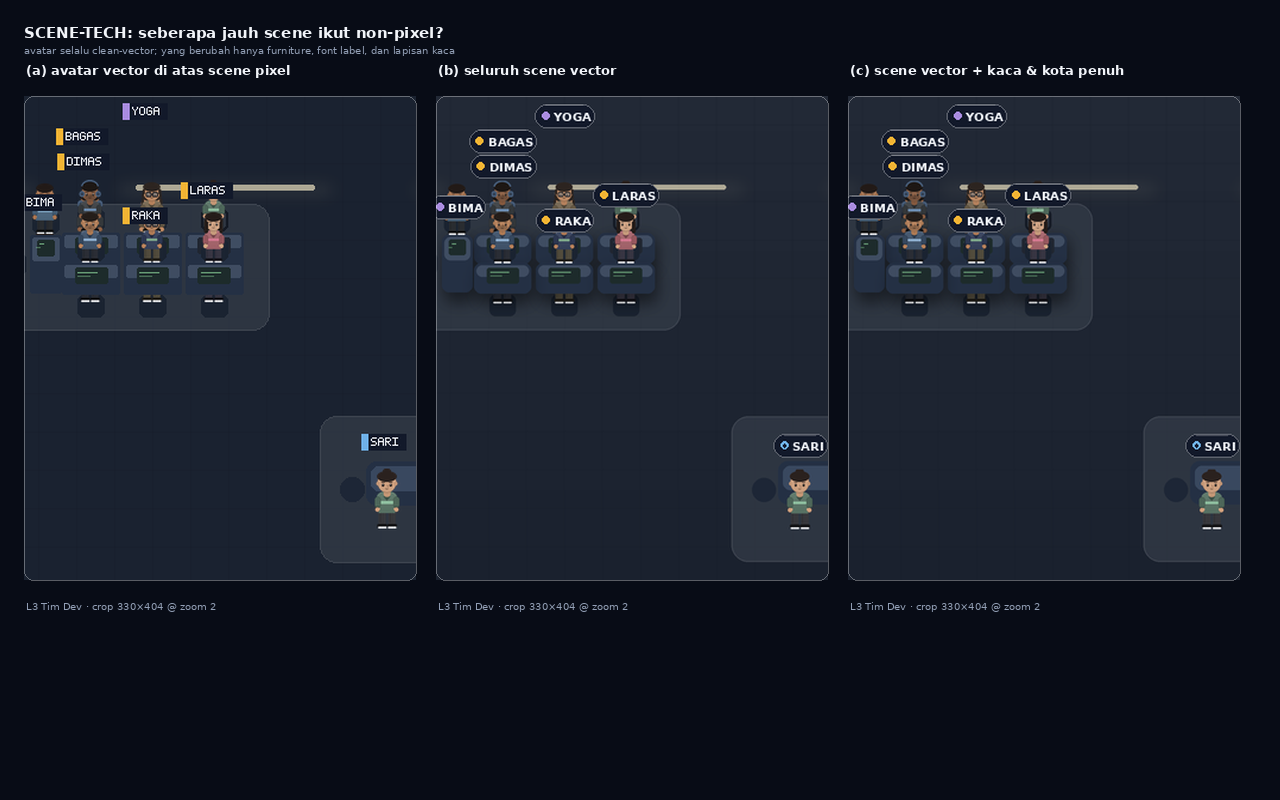 SCENE-TECH: seberapa jauh scene ikut non-pixel?
avatar selalu clean-vector; yang berubah hanya furniture, font label, dan lapisan kaca
(a) avatar vector di atas scene pixel
YOGA
BAGAS
DIMAS
LARAS
BIMA
RAKA
SARI
L3 Tim Dev · crop 330×404 @ zoom 2
(b) seluruh scene vector
YOGA
BAGAS
DIMAS
LARAS
BIMA
RAKA
SARI
L3 Tim Dev · crop 330×404 @ zoom 2
(c) scene vector + kaca & kota penuh
YOGA
BAGAS
DIMAS
LARAS
BIMA
RAKA
SARI
L3 Tim Dev · crop 330×404 @ zoom 2